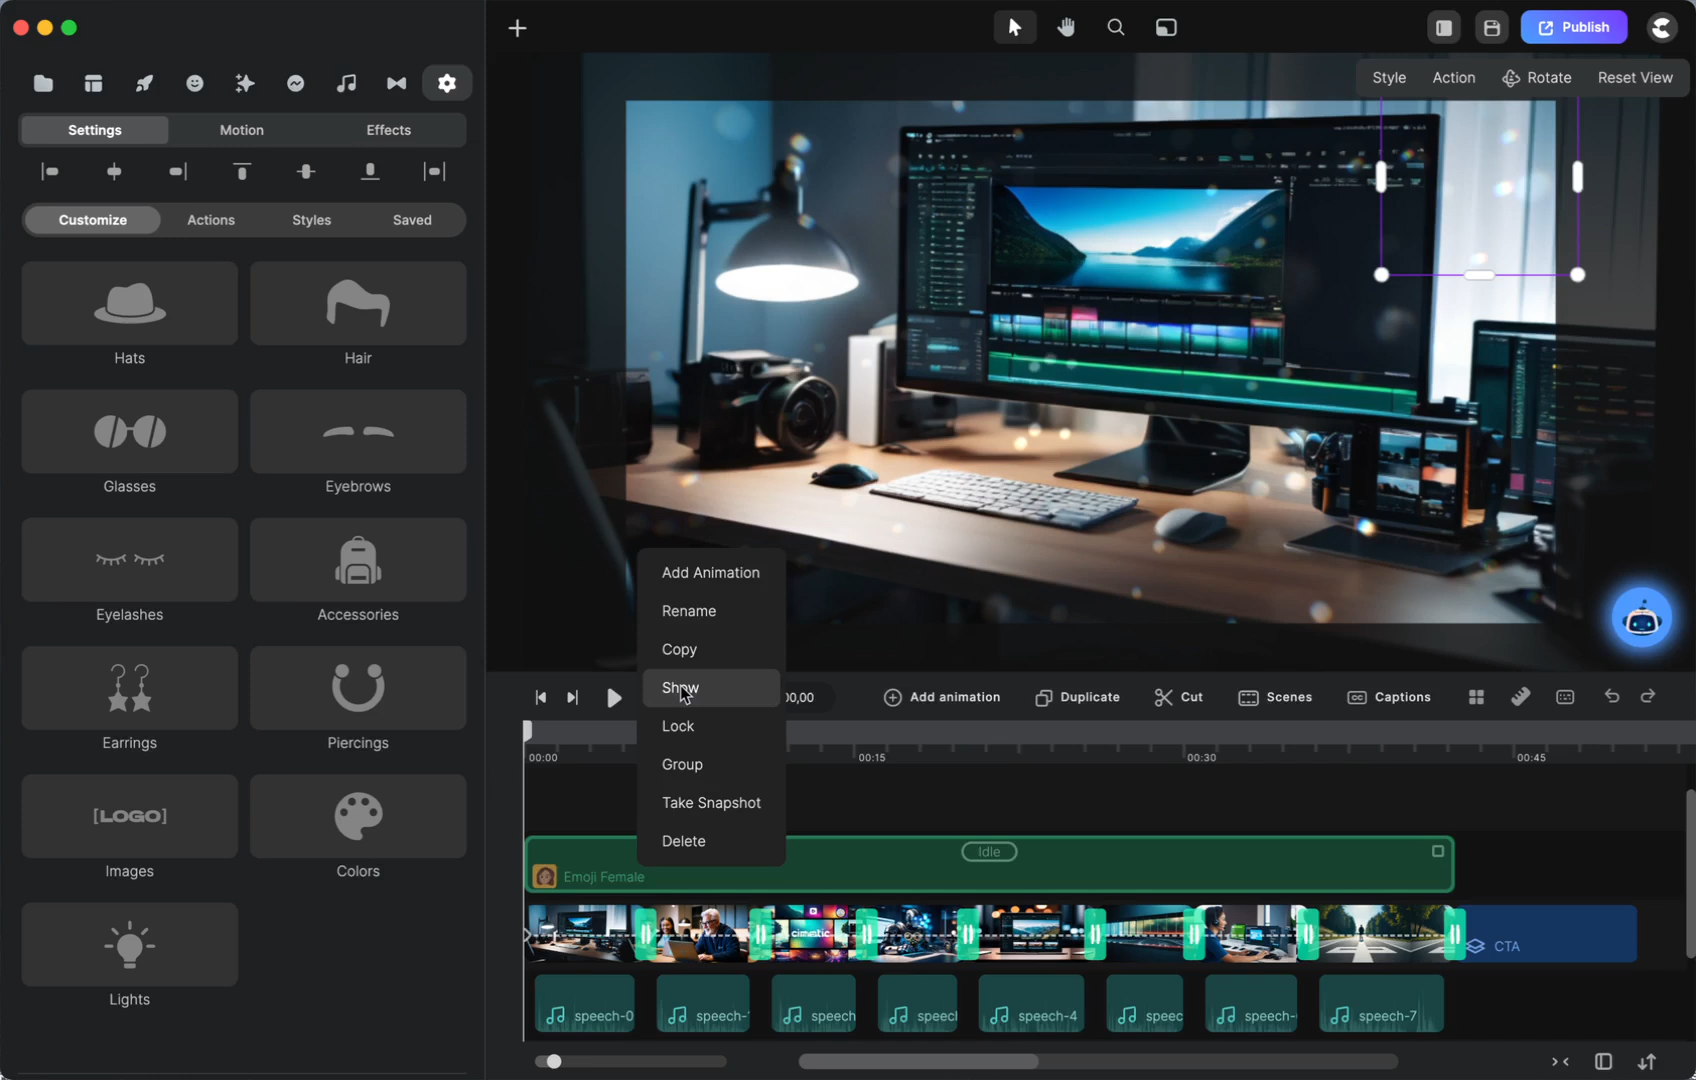 Publish
Style
Action
Rotate
Reset View
Settings
Motion
Effects
Customize
Actions
Styles
Saved
Hats
Hair
Glasses
Eyebrows
Eyelashes
Accessories
Earrings
Piercings
[LOGO]
Images
Colors
Lights
Add Animation
Rename
Copy
Show
Lock
Group
Take Snapshot
Delete
00,00
Add animation
Cut
Scenes
Captions
00:00
00:15
00:30
00:45
Idle
Emoji Female
cimatic
CTA
speech-0
speech-
speech
speec
speech-4
speec
speech-
speech-7